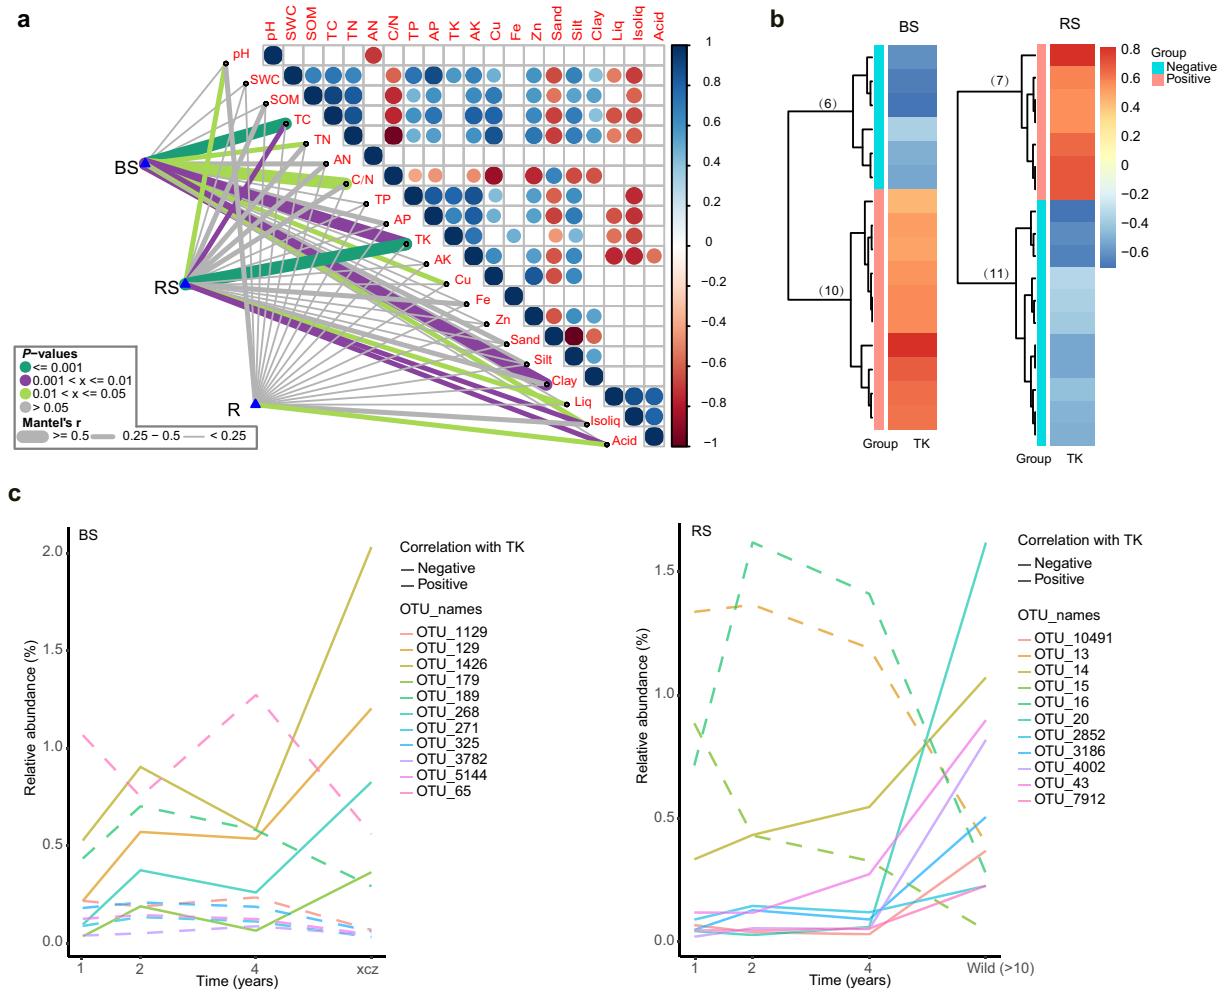 a
pH SWC SOM TC TN AN C/N TP AP TK AK Cu Fe Zn Sand Silt Clay Liq Isoliq Acid
pH
SWC
SOM
TC
TN
AN
C/N
TP
AP
TK
AK
Cu
Fe
Zn
Sand
Silt
Clay
Liq
Isoliq
Acid
BS
RS
R
1
0.8
0.6
0.4
0.2
0
−0.2
−0.4
−0.6
−0.8
−1
P−values
<= 0.001
0.001 < x <= 0.01
0.01 < x <= 0.05
> 0.05
Mantel's r
>= 0.5 0.25 − 0.5 < 0.25
b
BS
(6)
(10)
Group TK
RS
(7)
(11)
Group TK
0.8
0.6
0.4
0.2
0
−0.2
−0.4
−0.6
Group
Negative
Positive
c
BS
2.0
1.5
1.0
0.5
0.0
Relative abundance (%)
1 2 4 xcz
Time (years)
Correlation with TK
Negative
Positive
OTU_names
OTU_1129
OTU_129
OTU_1426
OTU_179
OTU_189
OTU_268
OTU_271
OTU_325
OTU_3782
OTU_5144
OTU_65
RS
1.5
1.0
0.5
0.0
Relative abundance (%)
1 2 4 Wild (>10)
Time (years)
Correlation with TK
Negative
Positive
OTU_names
OTU_10491
OTU_13
OTU_14
OTU_15
OTU_16
OTU_20
OTU_2852
OTU_3186
OTU_4002
OTU_43
OTU_7912